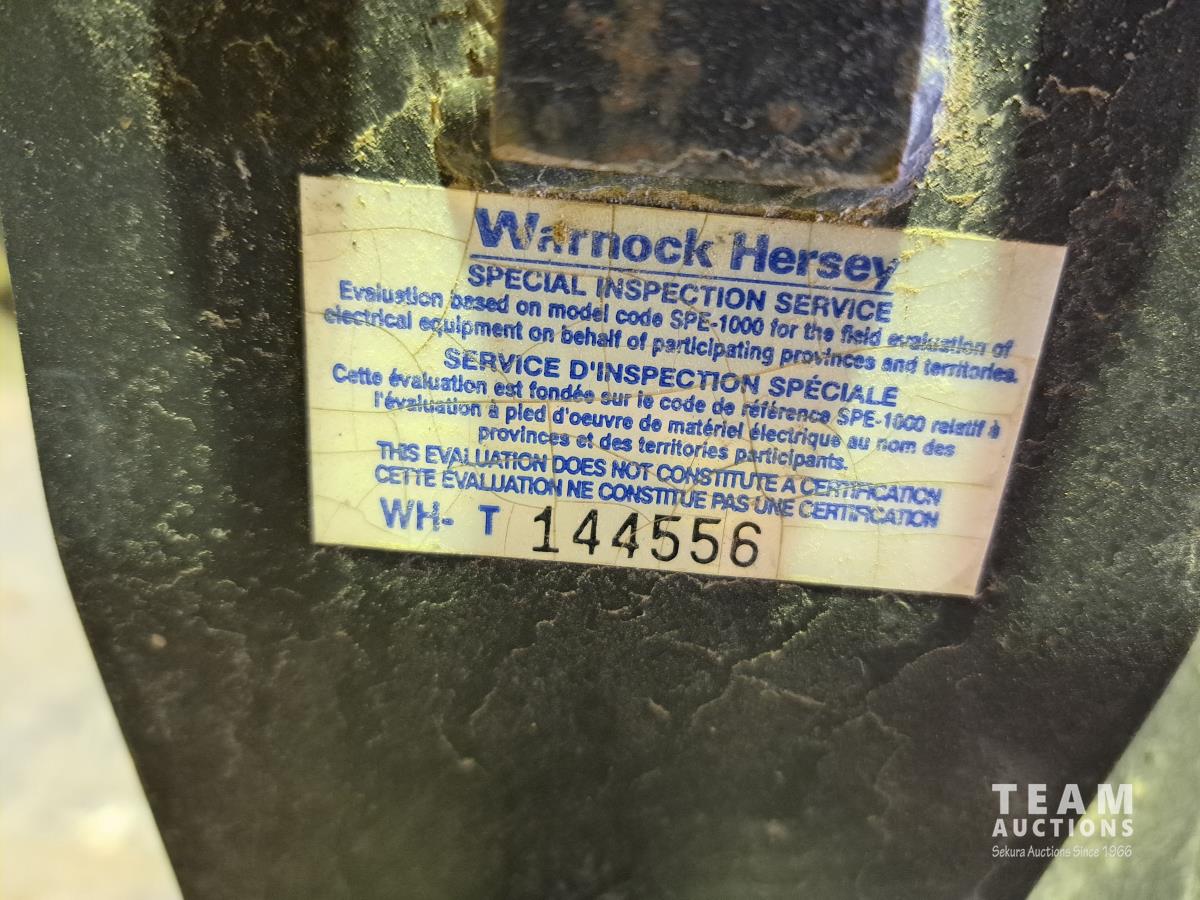 Warnock Hersey
SPECIAL INSPECTION SERVICE
Evaluation based on model code SPE-1000 for the field evaluation of
electrical equipment on behalf of participating provinces and territories.
SERVICE D'INSPECTION SPÉCIALE
Cette évaluation est fondée sur le code de référence SPE-1000 relatif à
l'évaluation à pied d'oeuvre de matériel électrique au nom des
provinces et des territories participants.
THIS EVALUATION DOES NOT CONSTITUTE A CERTIFICATION
CETTE ÉVALUATION NE CONSTITUE PAS UNE CERTIFICATION
WH- T 144556
TEAM
AUCTIONS
Sekura Auctions Since 1966